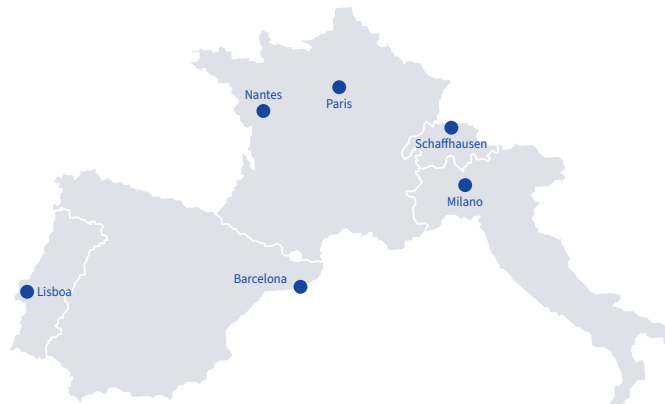 Nantes
Paris
Schaffhausen
Milano
Barcelona
Lisboa